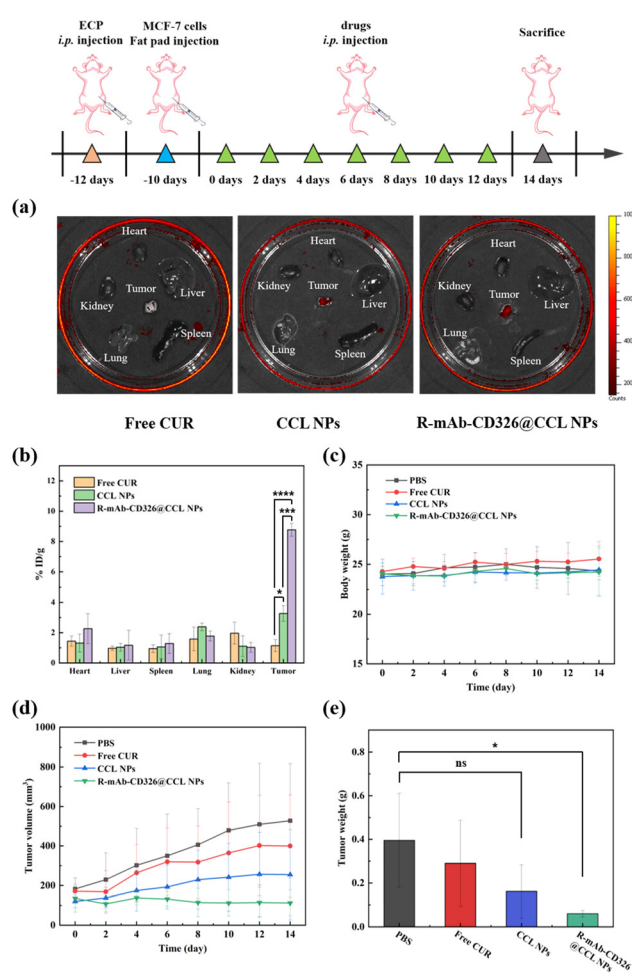 ECP
i.p. injection
MCF-7 cells
Fat pad injection
drugs
i.p. injection
Sacrifice
-12 days
-10 days
0 days
2 days
4 days
6 days
8 days
10 days
12 days
14 days
(a)
Heart
Kidney
Tumor
Liver
Lung
Spleen
Heart
Kidney
Tumor
Liver
Lung
Spleen
Heart
Kidney
Tumor
Liver
Lung
Spleen
800
600
400
200
Counts
Free CUR
CCL NPs
R-mAb-CD326@CCL NPs
(b)
Free CUR
CCL NPs
R-mAb-CD326@CCL NPs
****
***
*
% ID/g
12
10
8
6
4
2
0
Heart
Liver
Spleen
Lung
Kidney
Tumor
(c)
PBS
Free CUR
CCL NPs
R-mAb-CD326@CCL NPs
Body weight (g)
30
25
20
15
0
2
4
6
8
10
12
14
Time (day)
(d)
PBS
Free CUR
CCL NPs
R-mAb-CD326@CCL NPs
Tumor volume (mm³)
1000
800
600
400
200
0
0
2
4
6
8
10
12
14
Time (day)
(e)
*
ns
Tumor weight (g)
0.8
0.6
0.4
0.2
0.0
PBS
Free CUR
CCL NPs
R-mAb-CD326
@CCL NPs